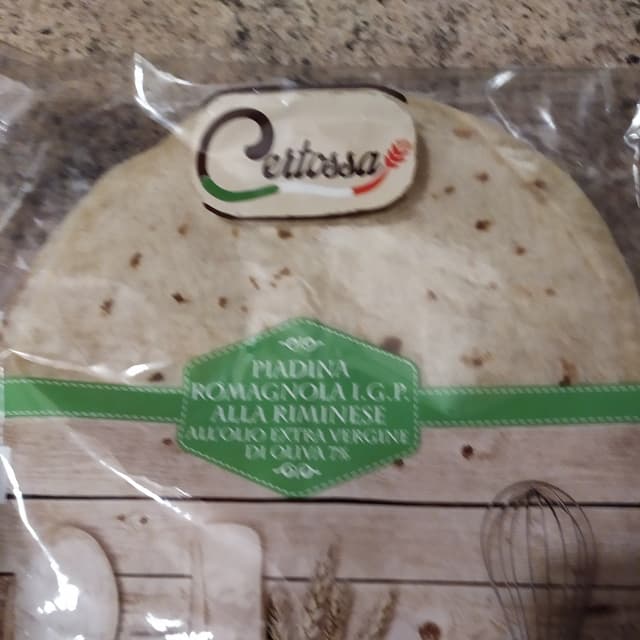 Certossa
PIADINA
ROMAGNOLA I.G.P.
ALLA RIMINESE
ALL'OLIO EXTRA VERGINE
DI OLIVA 7%